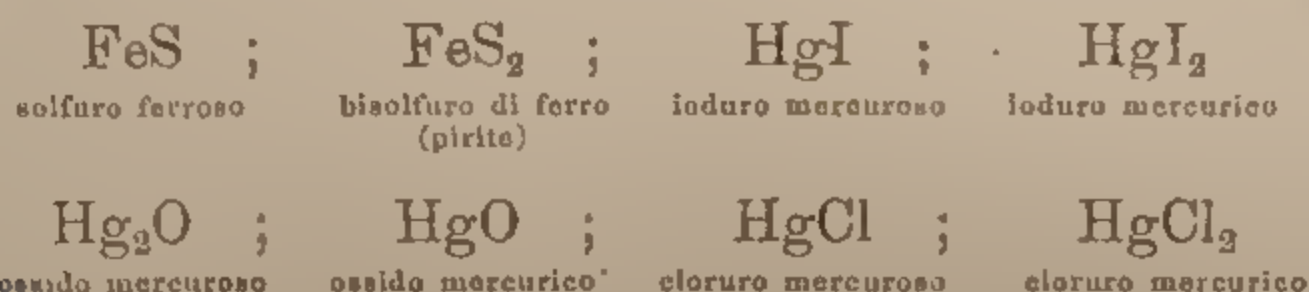 FeS ; FeS₂ ; HgI ; HgI₂
solfuro ferroso bisolfuro di ferro ioduro mercuroso ioduro mercurico
(pirite)
Hg₂O ; HgO ; HgCl ; HgCl₂
ossido mercuroso ossido mercurico cloruro mercuroso cloruro mercurico